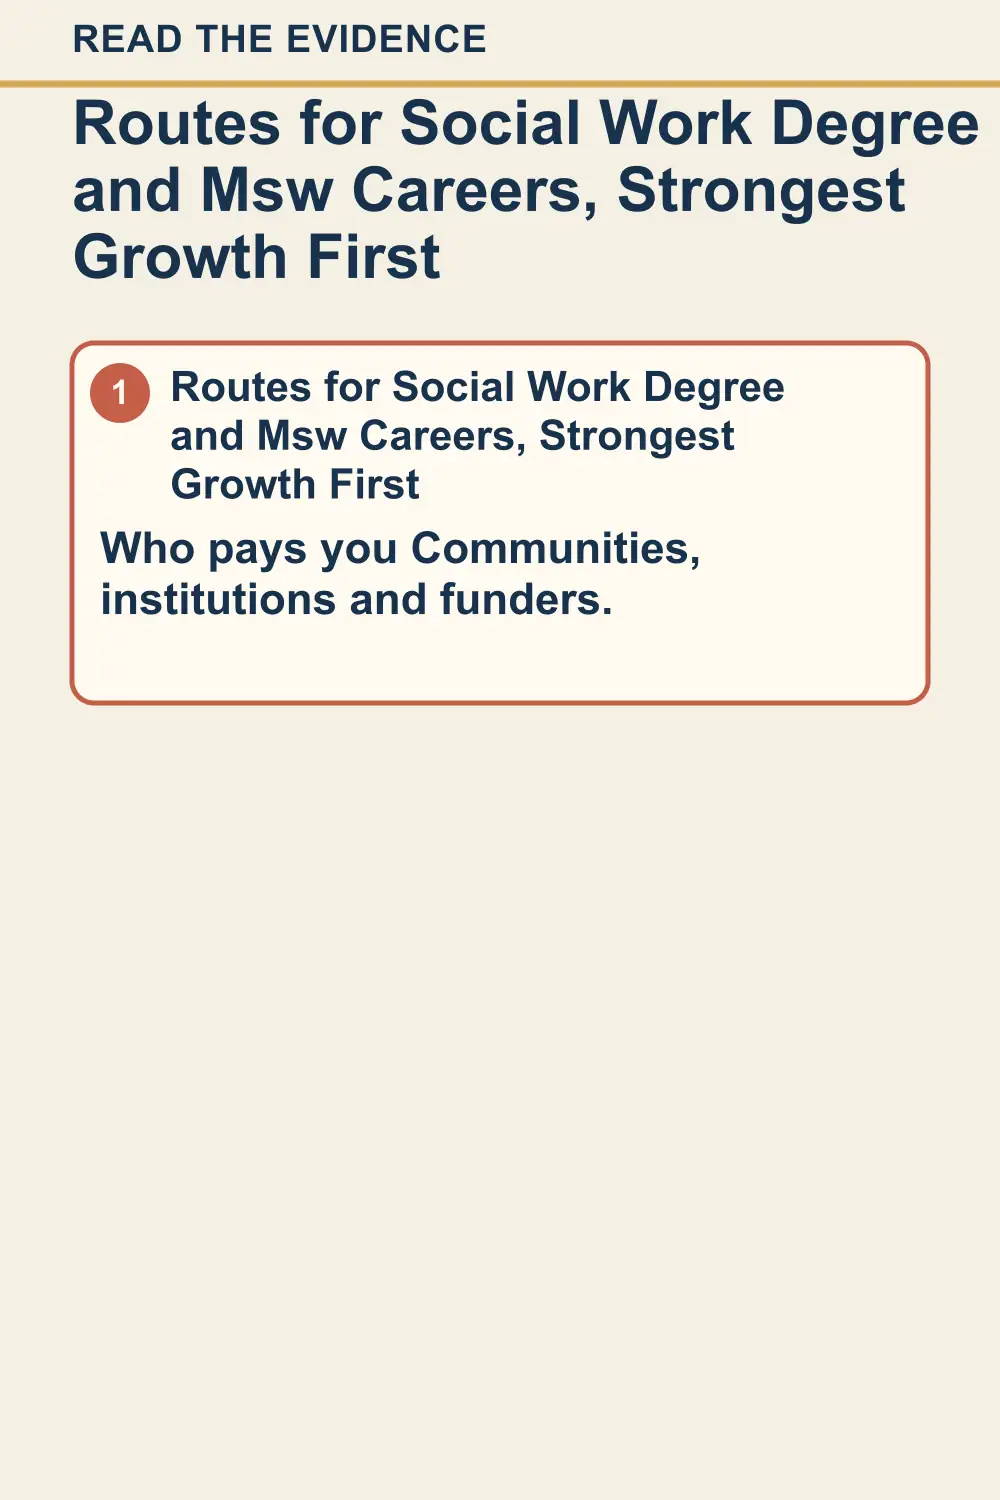 READ THE EVIDENCE
Routes for Social Work Degree
and Msw Careers, Strongest
Growth First
1
Routes for Social Work Degree
and Msw Careers, Strongest
Growth First
Who pays you Communities,
institutions and funders.